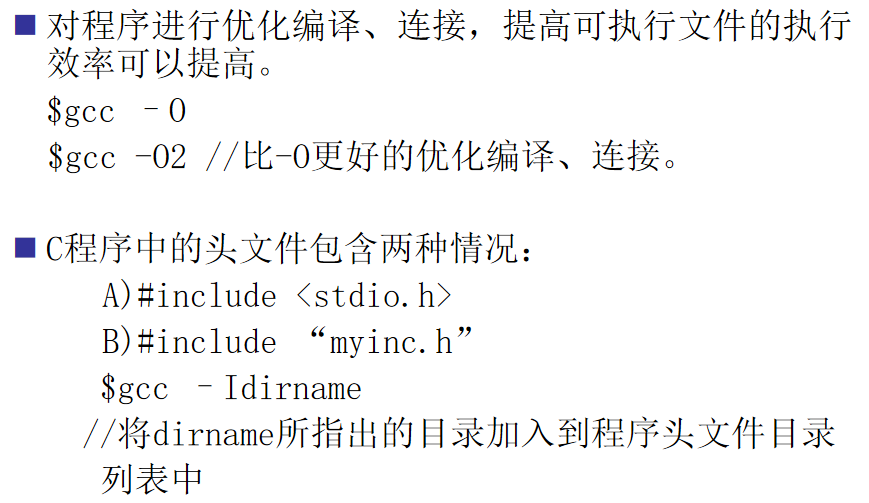 ■ 对程序进行优化编译、连接，提高可执行文件的执行
效率可以提高。
$gcc –O
$gcc -O2 //比-O更好的优化编译、连接。
■ C程序中的头文件包含两种情况：
A)#include <stdio.h>
B)#include “myinc.h”
$gcc –Idirname
//将dirname所指出的目录加入到程序头文件目录
列表中